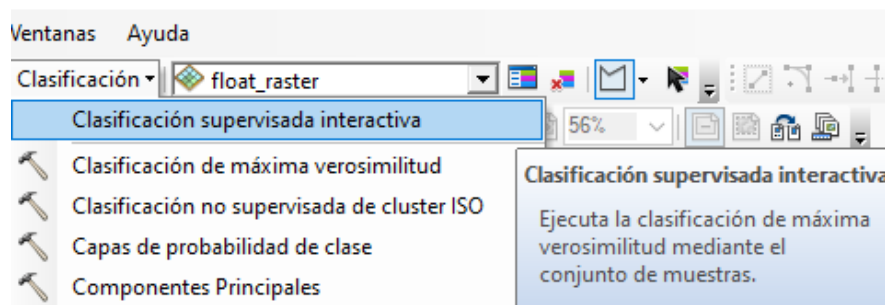 Ventanas Ayuda
Clasificación float_raster
Clasificación supervisada interactiva
56%
Clasificación de máxima verosimilitud
Clasificación supervisada interactiva
Clasificación no supervisada de cluster ISO
Ejecuta la clasificación de máxima
verosimilitud mediante el
conjunto de muestras.
Capas de probabilidad de clase
Componentes Principales